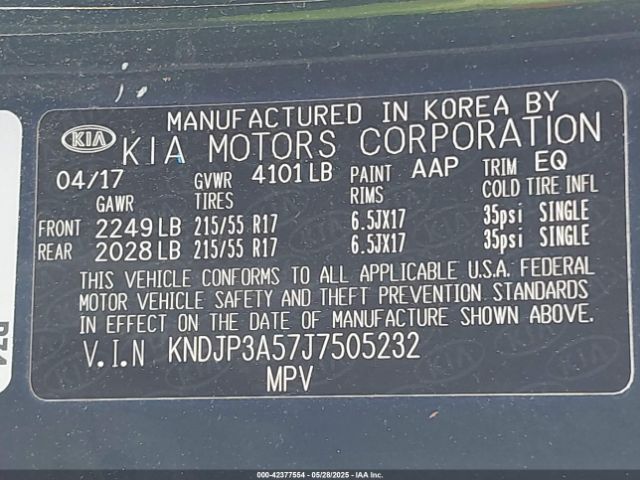 MANUFACTURED IN KOREA BY
KIA KIA MOTORS CORPORATION
04/17 GVWR 4101 LB PAINT AAP TRIM EQ
GAWR TIRES RIMS COLD TIRE INFL
FRONT 2249 LB 215/55 R17 6.5JX17 35psi SINGLE
REAR 2028 LB 215/55 R17 6.5JX17 35psi SINGLE
THIS VEHICLE CONFORMS TO ALL APPLICABLE U.S.A. FEDERAL
MOTOR VEHICLE SAFETY AND THEFT PREVENTION STANDARDS
IN EFFECT ON THE DATE OF MANUFACTURE SHOWN ABOVE.
V.I.N KNDJP3A57J7505232
MPV
000-42377554 - 05/28/2025 - IAA Inc.